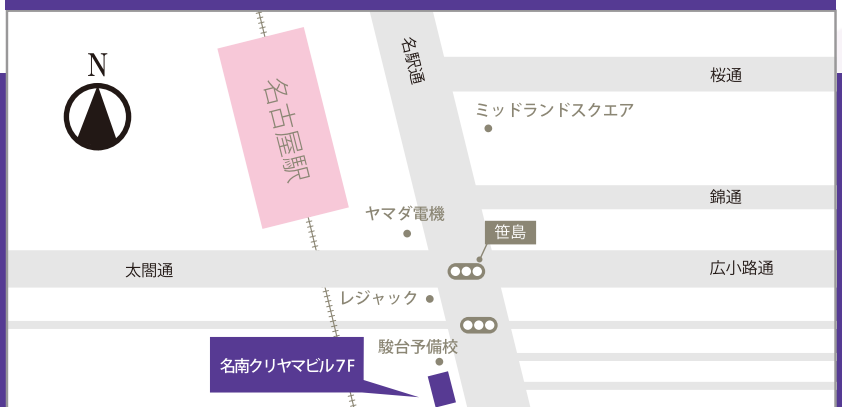 N
名駅通
桜通
名古屋駅
ミッドランドスクエア
錦通
ヤマダ電機
笹島
太閤通
広小路通
レジャック
駿台予備校
名南クリヤマビル7F